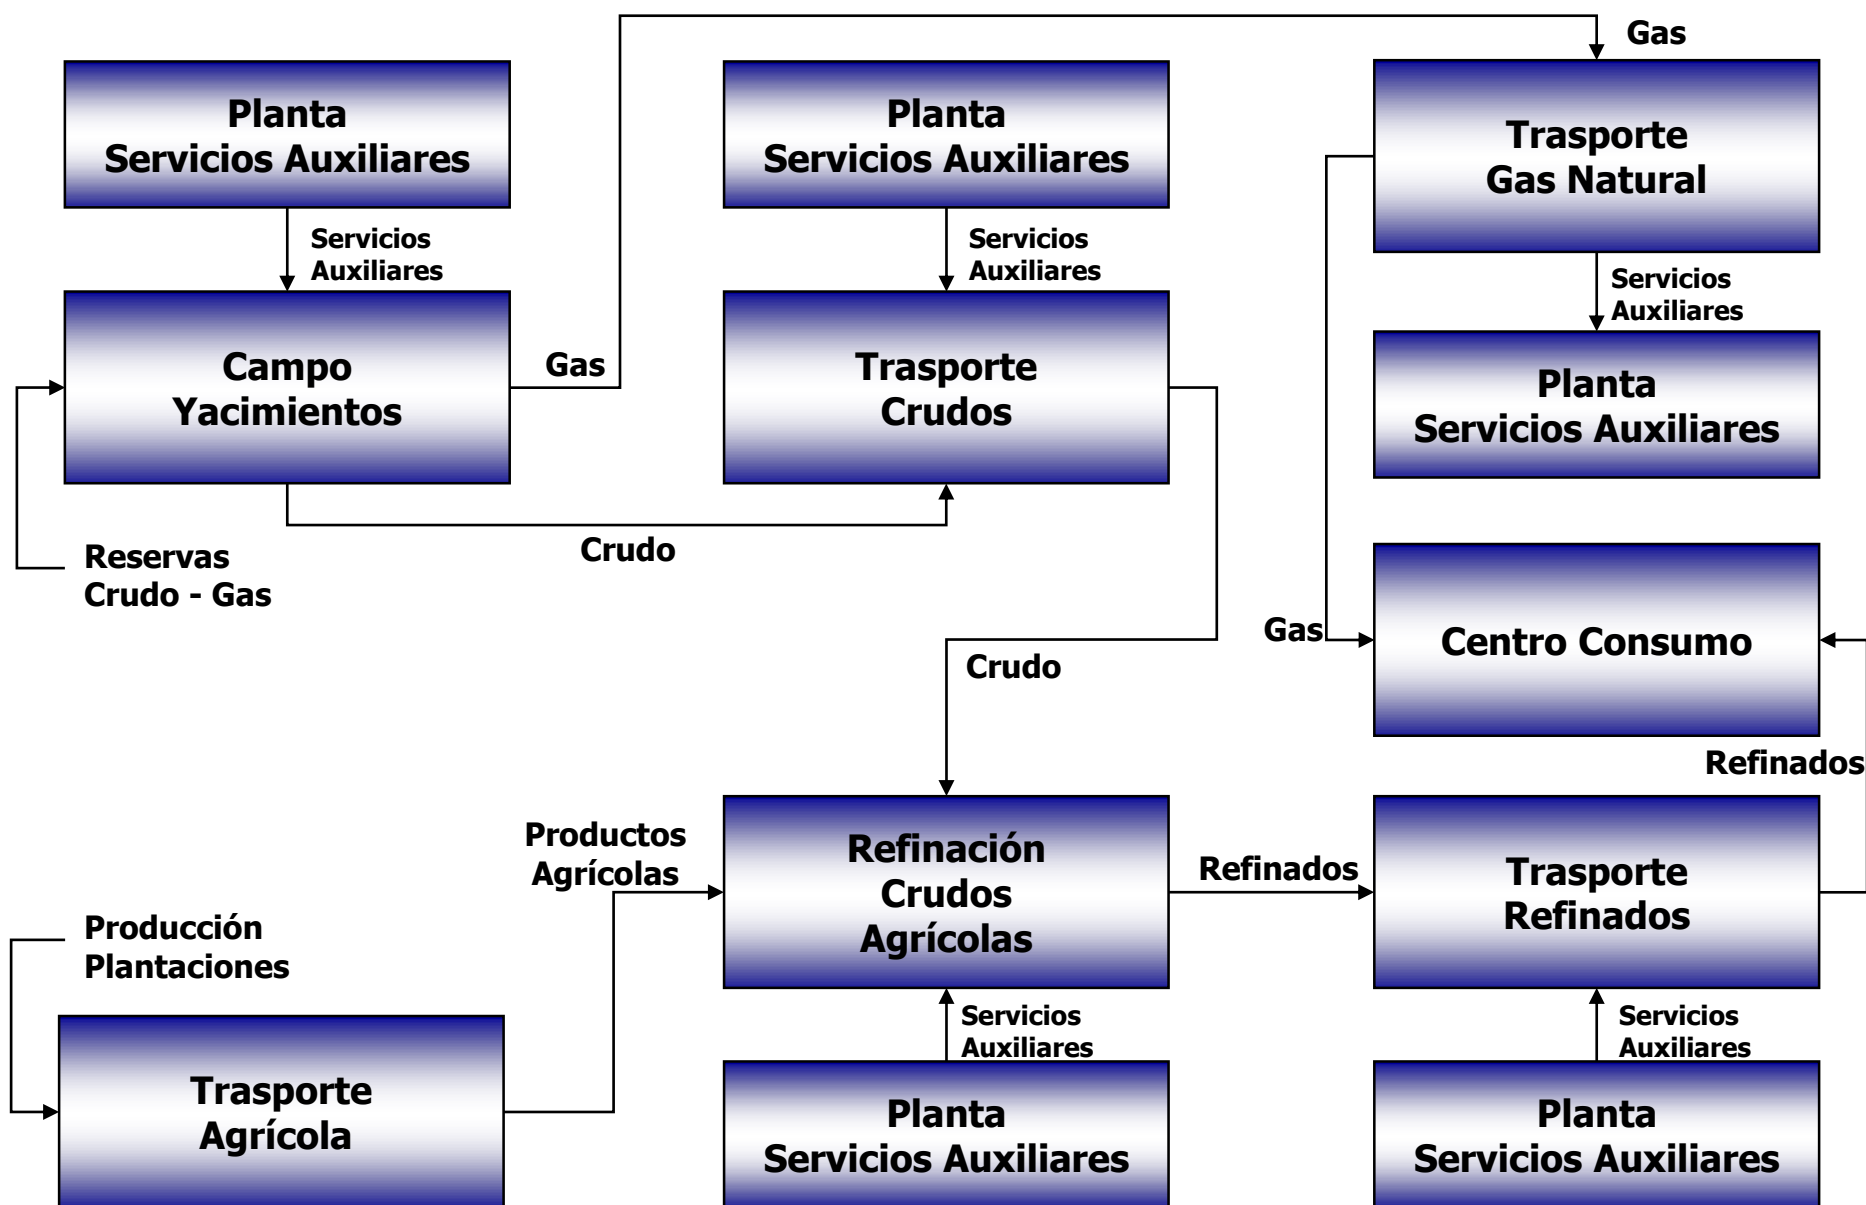 Gas
Planta
Servicios Auxiliares
Planta
Servicios Auxiliares
Trasporte
Gas Natural
Servicios
Auxiliares
Servicios
Auxiliares
Servicios
Auxiliares
Campo
Yacimientos
Gas
Trasporte
Crudos
Planta
Servicios Auxiliares
Crudo
Reservas
Crudo - Gas
Gas
Centro Consumo
Crudo
Refinados
Productos
Agrícolas
Refinación
Crudos
Agrícolas
Refinados
Trasporte
Refinados
Producción
Plantaciones
Servicios
Auxiliares
Servicios
Auxiliares
Trasporte
Agrícola
Planta
Servicios Auxiliares
Planta
Servicios Auxiliares